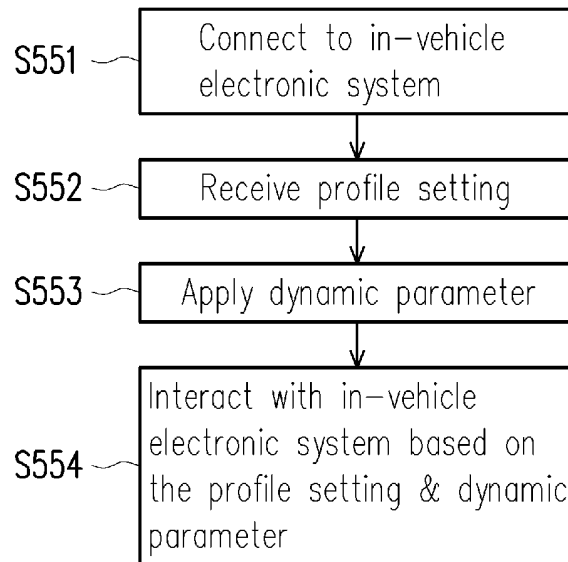 S551
Connect to in-vehicle
electronic system
S552
Receive profile setting
S553
Apply dynamic parameter
S554
Interact with in-vehicle
electronic system based on
the profile setting & dynamic
parameter